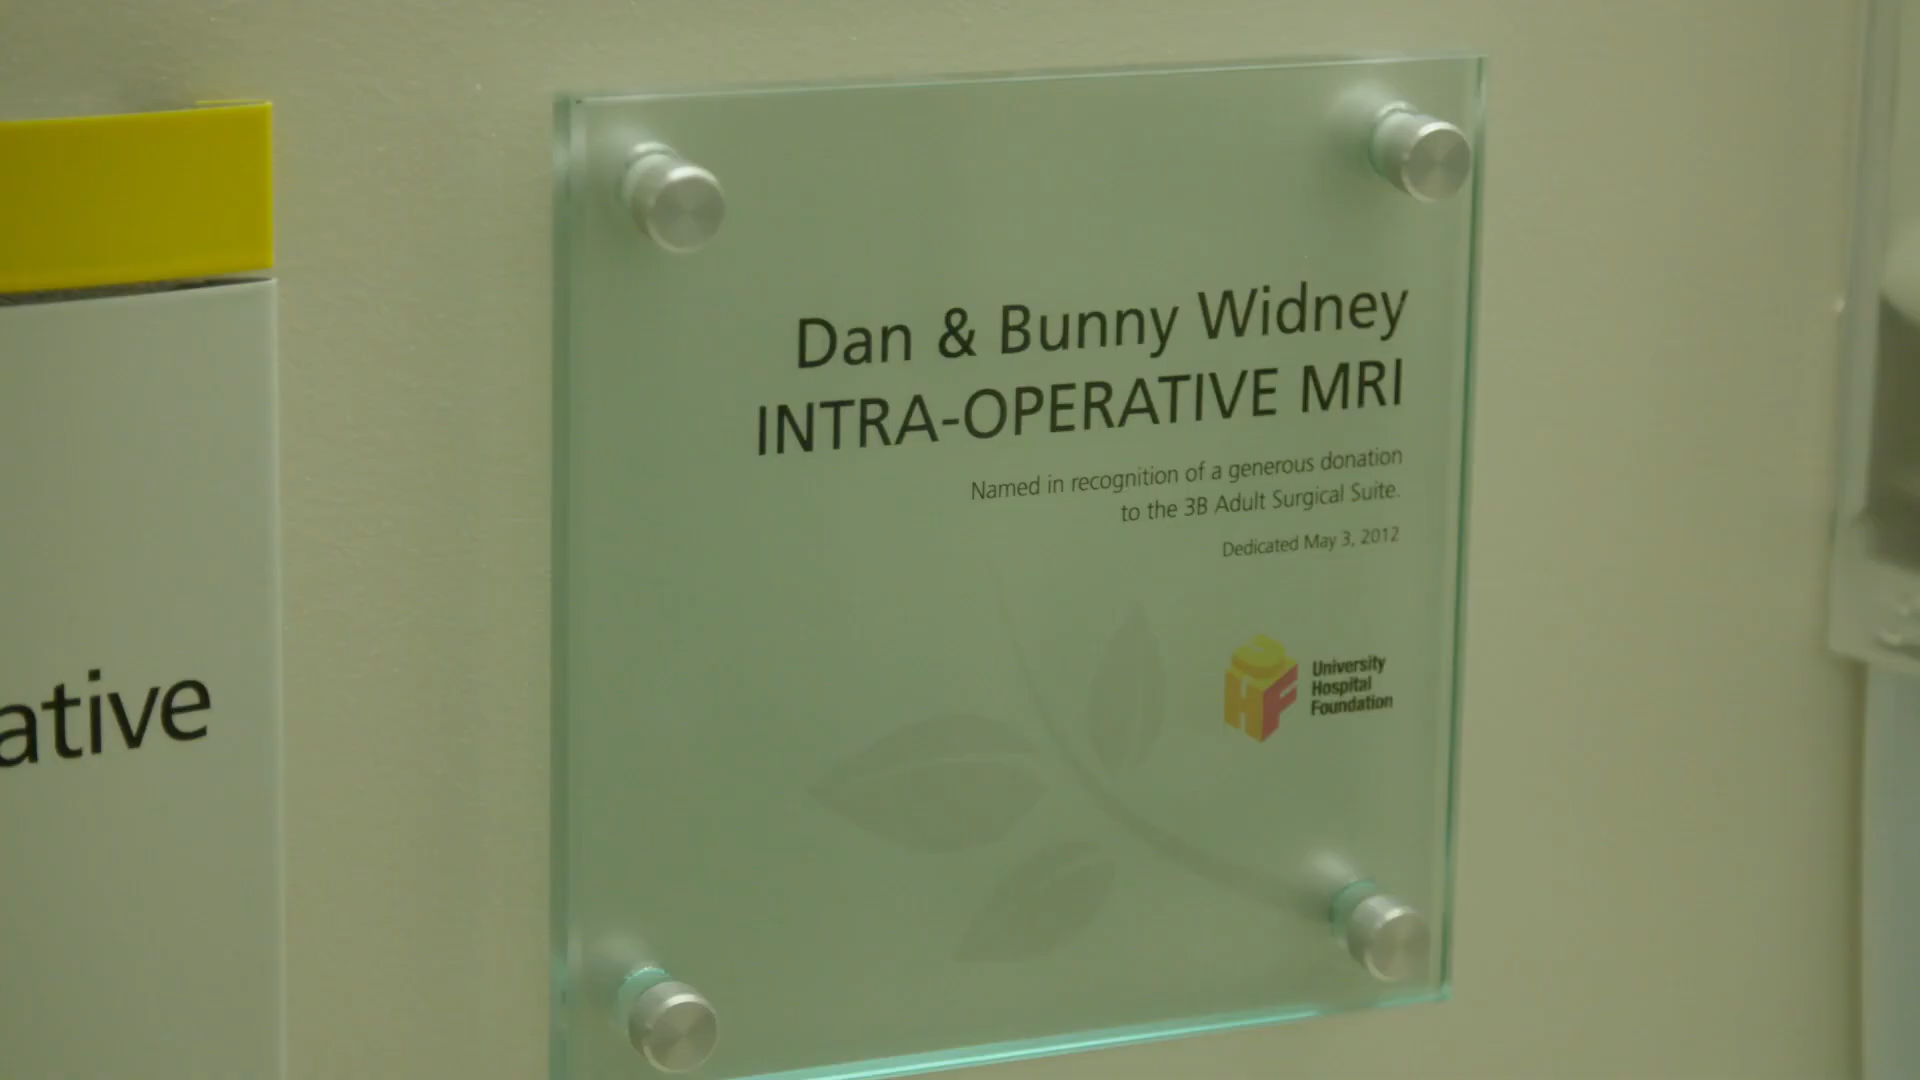 Dan & Bunny Widney
INTRA-OPERATIVE MRI
Named in recognition of a generous donation
to the 3B Adult Surgical Suite.
Dedicated May 3, 2012
UHF
University
Hospital
Foundation
ative